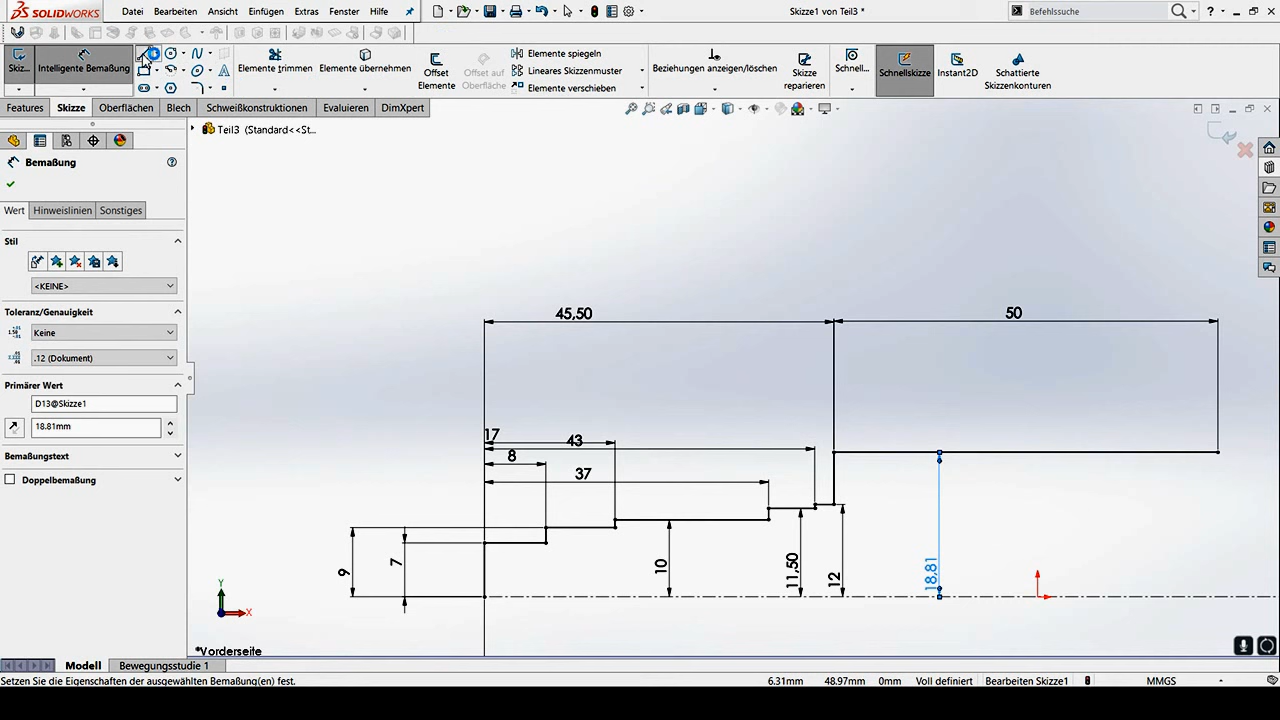 SOLIDWORKS
Datei Bearbeiten Ansicht Einfügen Extras Fenster Hilfe
Skizze1 von Teil3 *
Befehlssuche
?
Skiz...
Intelligente Bemaßung
Elemente trimmen
Elemente übernehmen
Offset Elemente
Offset auf Oberfläche
Elemente spiegeln
Lineares Skizzenmuster
Elemente verschieben
Beziehungen anzeigen/löschen
Skizze reparieren
Schnell...
Schnellskizze
Instant2D
Schattierte Skizzenkonturen
Features Skizze Oberflächen Blech Schweißkonstruktionen Evaluieren DimXpert
Teil3 (Standard<<St...
Bemaßung
Wert Hinweislinien Sonstiges
Stil
<KEINE>
Toleranz/Genauigkeit
Keine
.12 (Dokument)
Primärer Wert
D13@Skizze1
18.81mm
Bemaßungstext
Doppelbemaßung
45,50
50
17
43
8
37
9
7
10
11,50
12
18,81
Y
X
*Vorderseite
Modell Bewegungsstudie 1
Setzen Sie die Eigenschaften der ausgewählten Bemaßung(en) fest.
6.31mm 48.97mm 0mm Voll definiert Bearbeiten Skizze1 MMGS